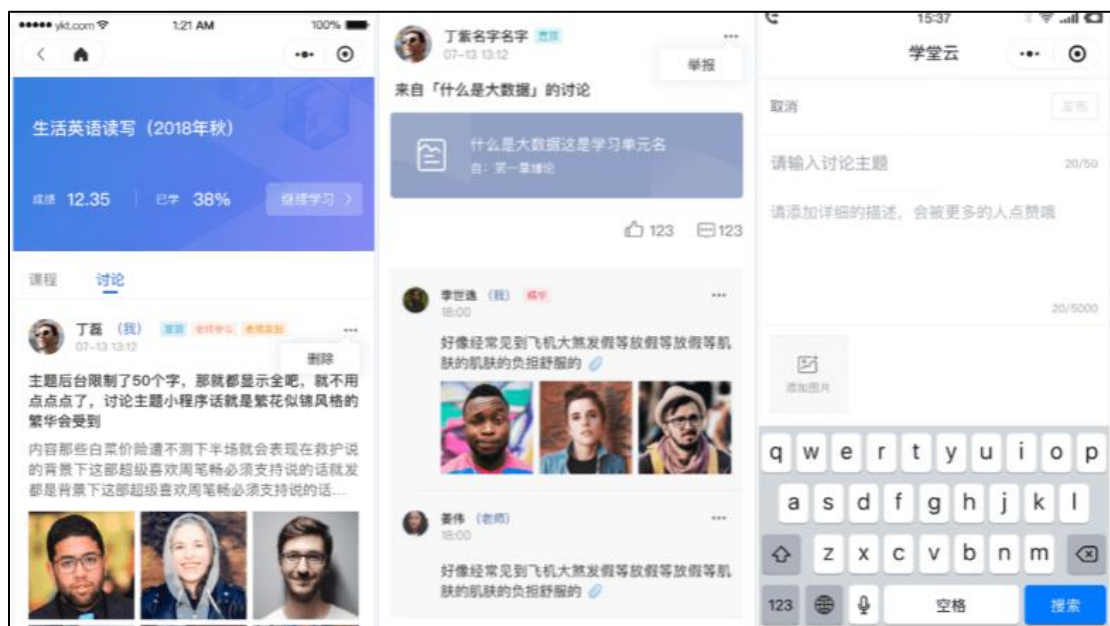 ykt.com
1:21 AM
100%
生活英语读写（2018年秋）
成绩 12.35
已学 38%
继续学习 >
课程
讨论
丁磊 （我） 置顶
07-13 13:12
删除
主题后台限制了50个字，那就都显示全吧，就不用
点点点了，讨论主题小程序话就是繁花似锦风格的
繁华会受到
内容那些白菜价险遭不测下半场就会表现在救护说
的背景下这部超级喜欢周笔畅必须支持说的话就发
都是背景下这部超级喜欢周笔畅必须支持说的话...
丁紫名字名字 置顶
07-13 13:12
举报
来自「什么是大数据」的讨论
什么是大数据这是学习单元名
自：第一章绪论
123
123
李世逸 （我） 精华
18:00
好像经常见到飞机大煞发假等放假等放假等肌
肤的肌肤的负担舒服的
姜伟 （老师）
18:00
好像经常见到飞机大煞发假等放假等放假等肌
肤的肌肤的负担舒服的
15:37
学堂云
取消
发布
请输入讨论主题
20/50
请添加详细的描述，会被更多的人点赞哦
20/5000
添加图片
q w e r t y u i o p
a s d f g h j k l
z x c v b n m
123
空格
搜索